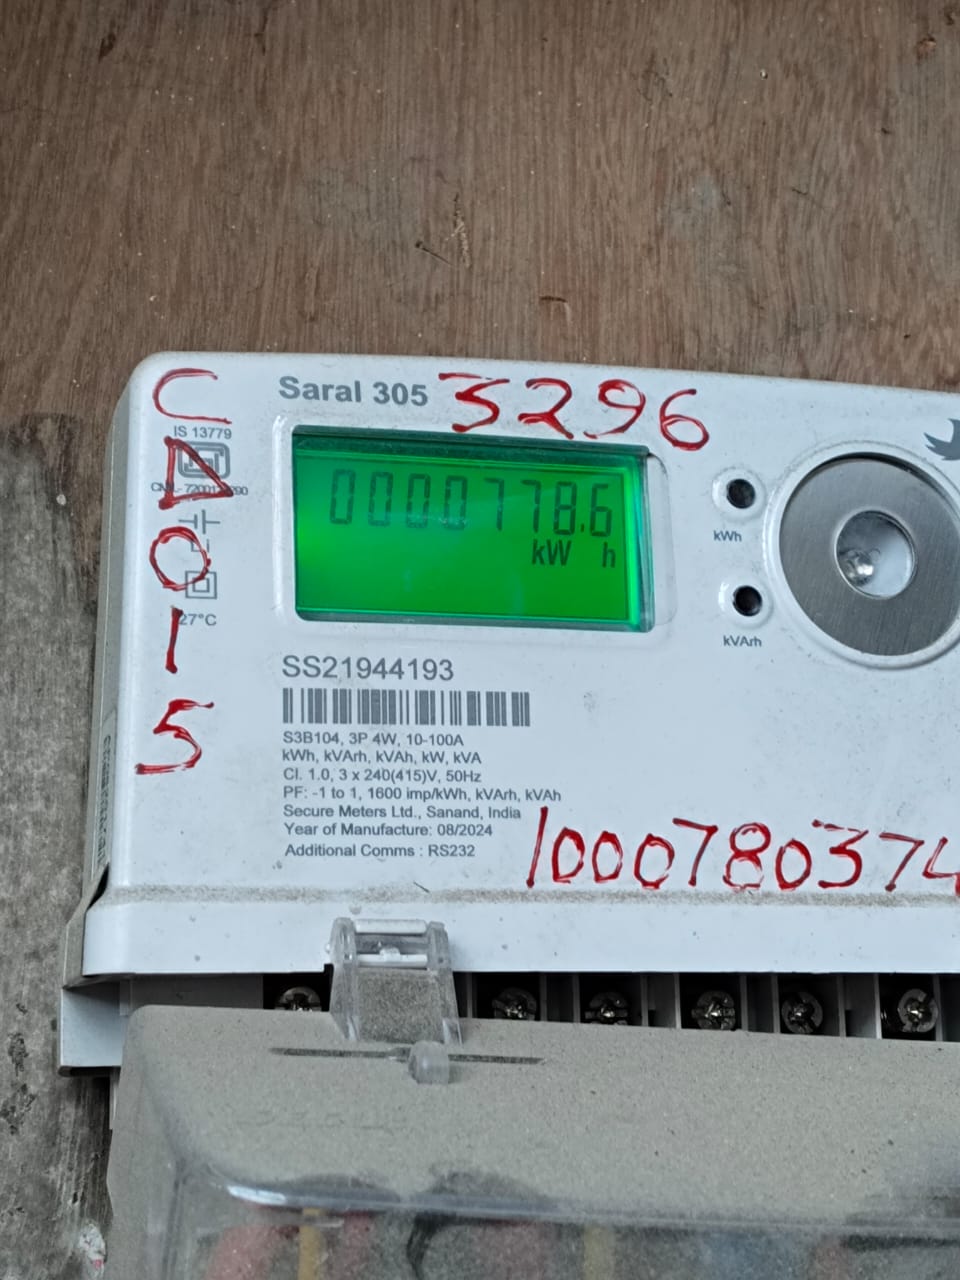 Saral 305
3296
C
D
0
1
5
IS 13779
0000778.6
kW h
kWh
kVArh
27°C
SS21944193
S3B104, 3P 4W, 10-100A
kWh, kVArh, kVAh, kW, kVA
Cl. 1.0, 3 x 240(415)V, 50Hz
PF: -1 to 1, 1600 imp/kWh, kVArh, kVAh
Secure Meters Ltd., Sanand, India
Year of Manufacture: 08/2024
Additional Comms : RS232
1000780374